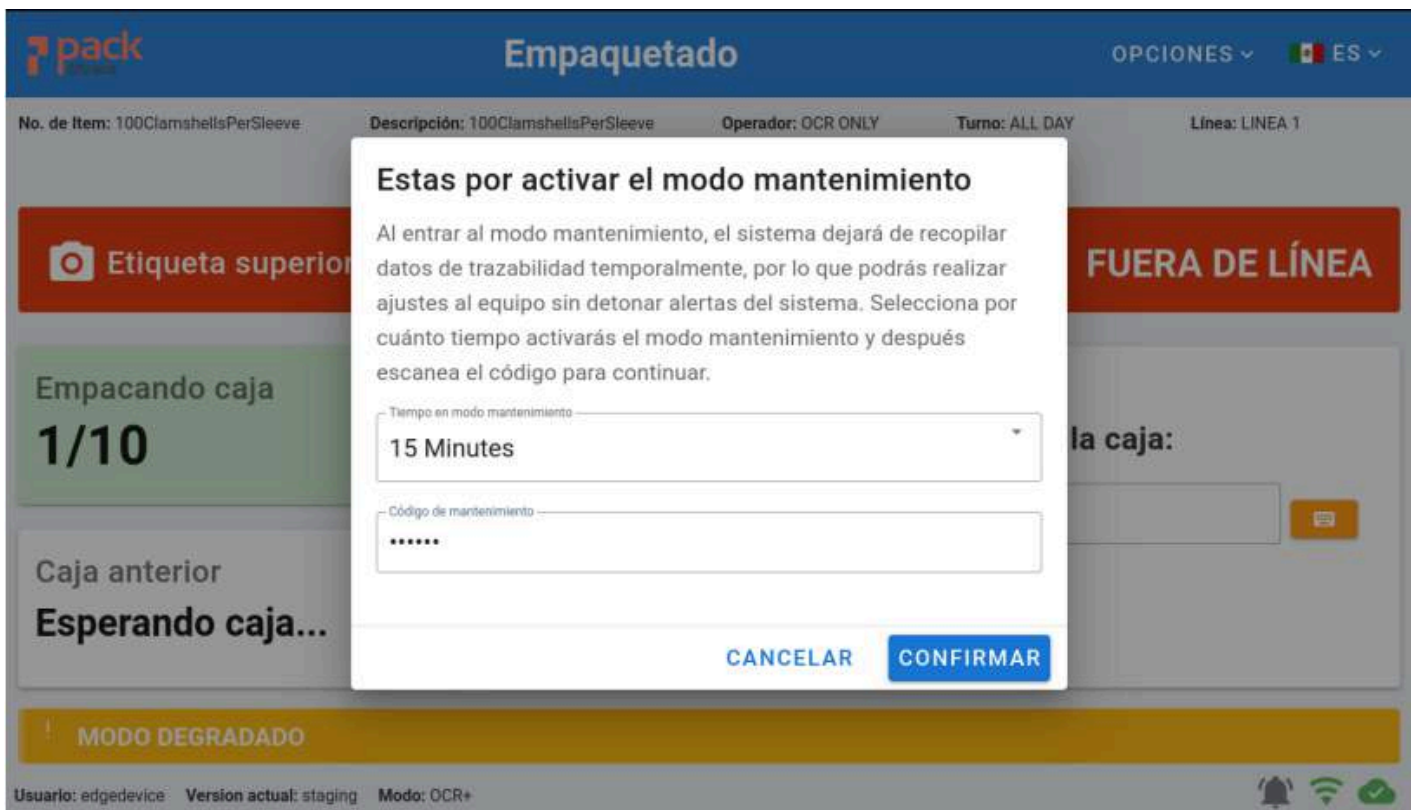 pack
Empaquetado
OPCIONES
ES
No. de Item: 100ClamshellsPerSleeve
Descripción: 100ClamshellsPerSleeve
Operador: OCR ONLY
Turno: ALL DAY
Línea: LINEA 1
Estas por activar el modo mantenimiento
Al entrar al modo mantenimiento, el sistema dejará de recopilar
datos de trazabilidad temporalmente, por lo que podrás realizar
ajustes al equipo sin detonar alertas del sistema. Selecciona por
cuánto tiempo activarás el modo mantenimiento y después
escanea el código para continuar.
Tiempo en modo mantenimiento
15 Minutes
Código de mantenimiento
••••••
CANCELAR
CONFIRMAR
Etiqueta superior
FUERA DE LÍNEA
Empacando caja
1/10
la caja:
Caja anterior
Esperando caja...
! MODO DEGRADADO
Usuario: edgedevice Version actual: staging Modo: OCR+